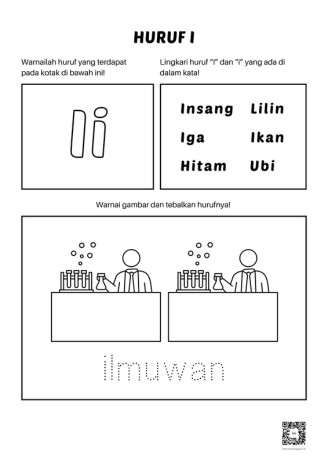 HURUF I
Warnailah huruf yang terdapat
pada kotak di bawah ini!
Lingkari huruf "I" dan "i" yang ada di
dalam kata!
Ii
Insang Lilin
Iga Ikan
Hitam Ubi
Warnai gambar dan tebalkan hurufnya!
ilmuwan